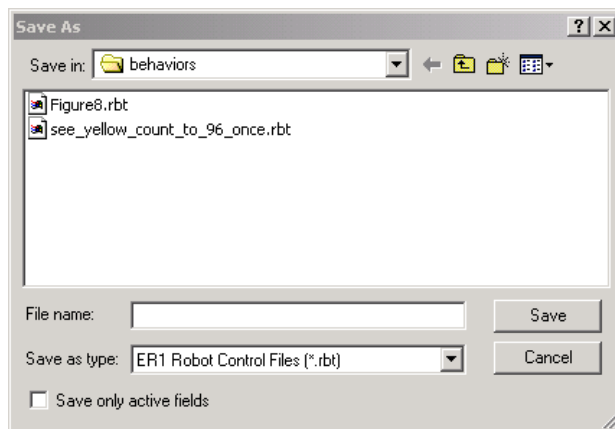 Save As
Save in: behaviors
Figure8.rbt
see_yellow_count_to_96_once.rbt
File name: Save
Save as type: ER1 Robot Control Files (*.rbt) Cancel
Save only active fields